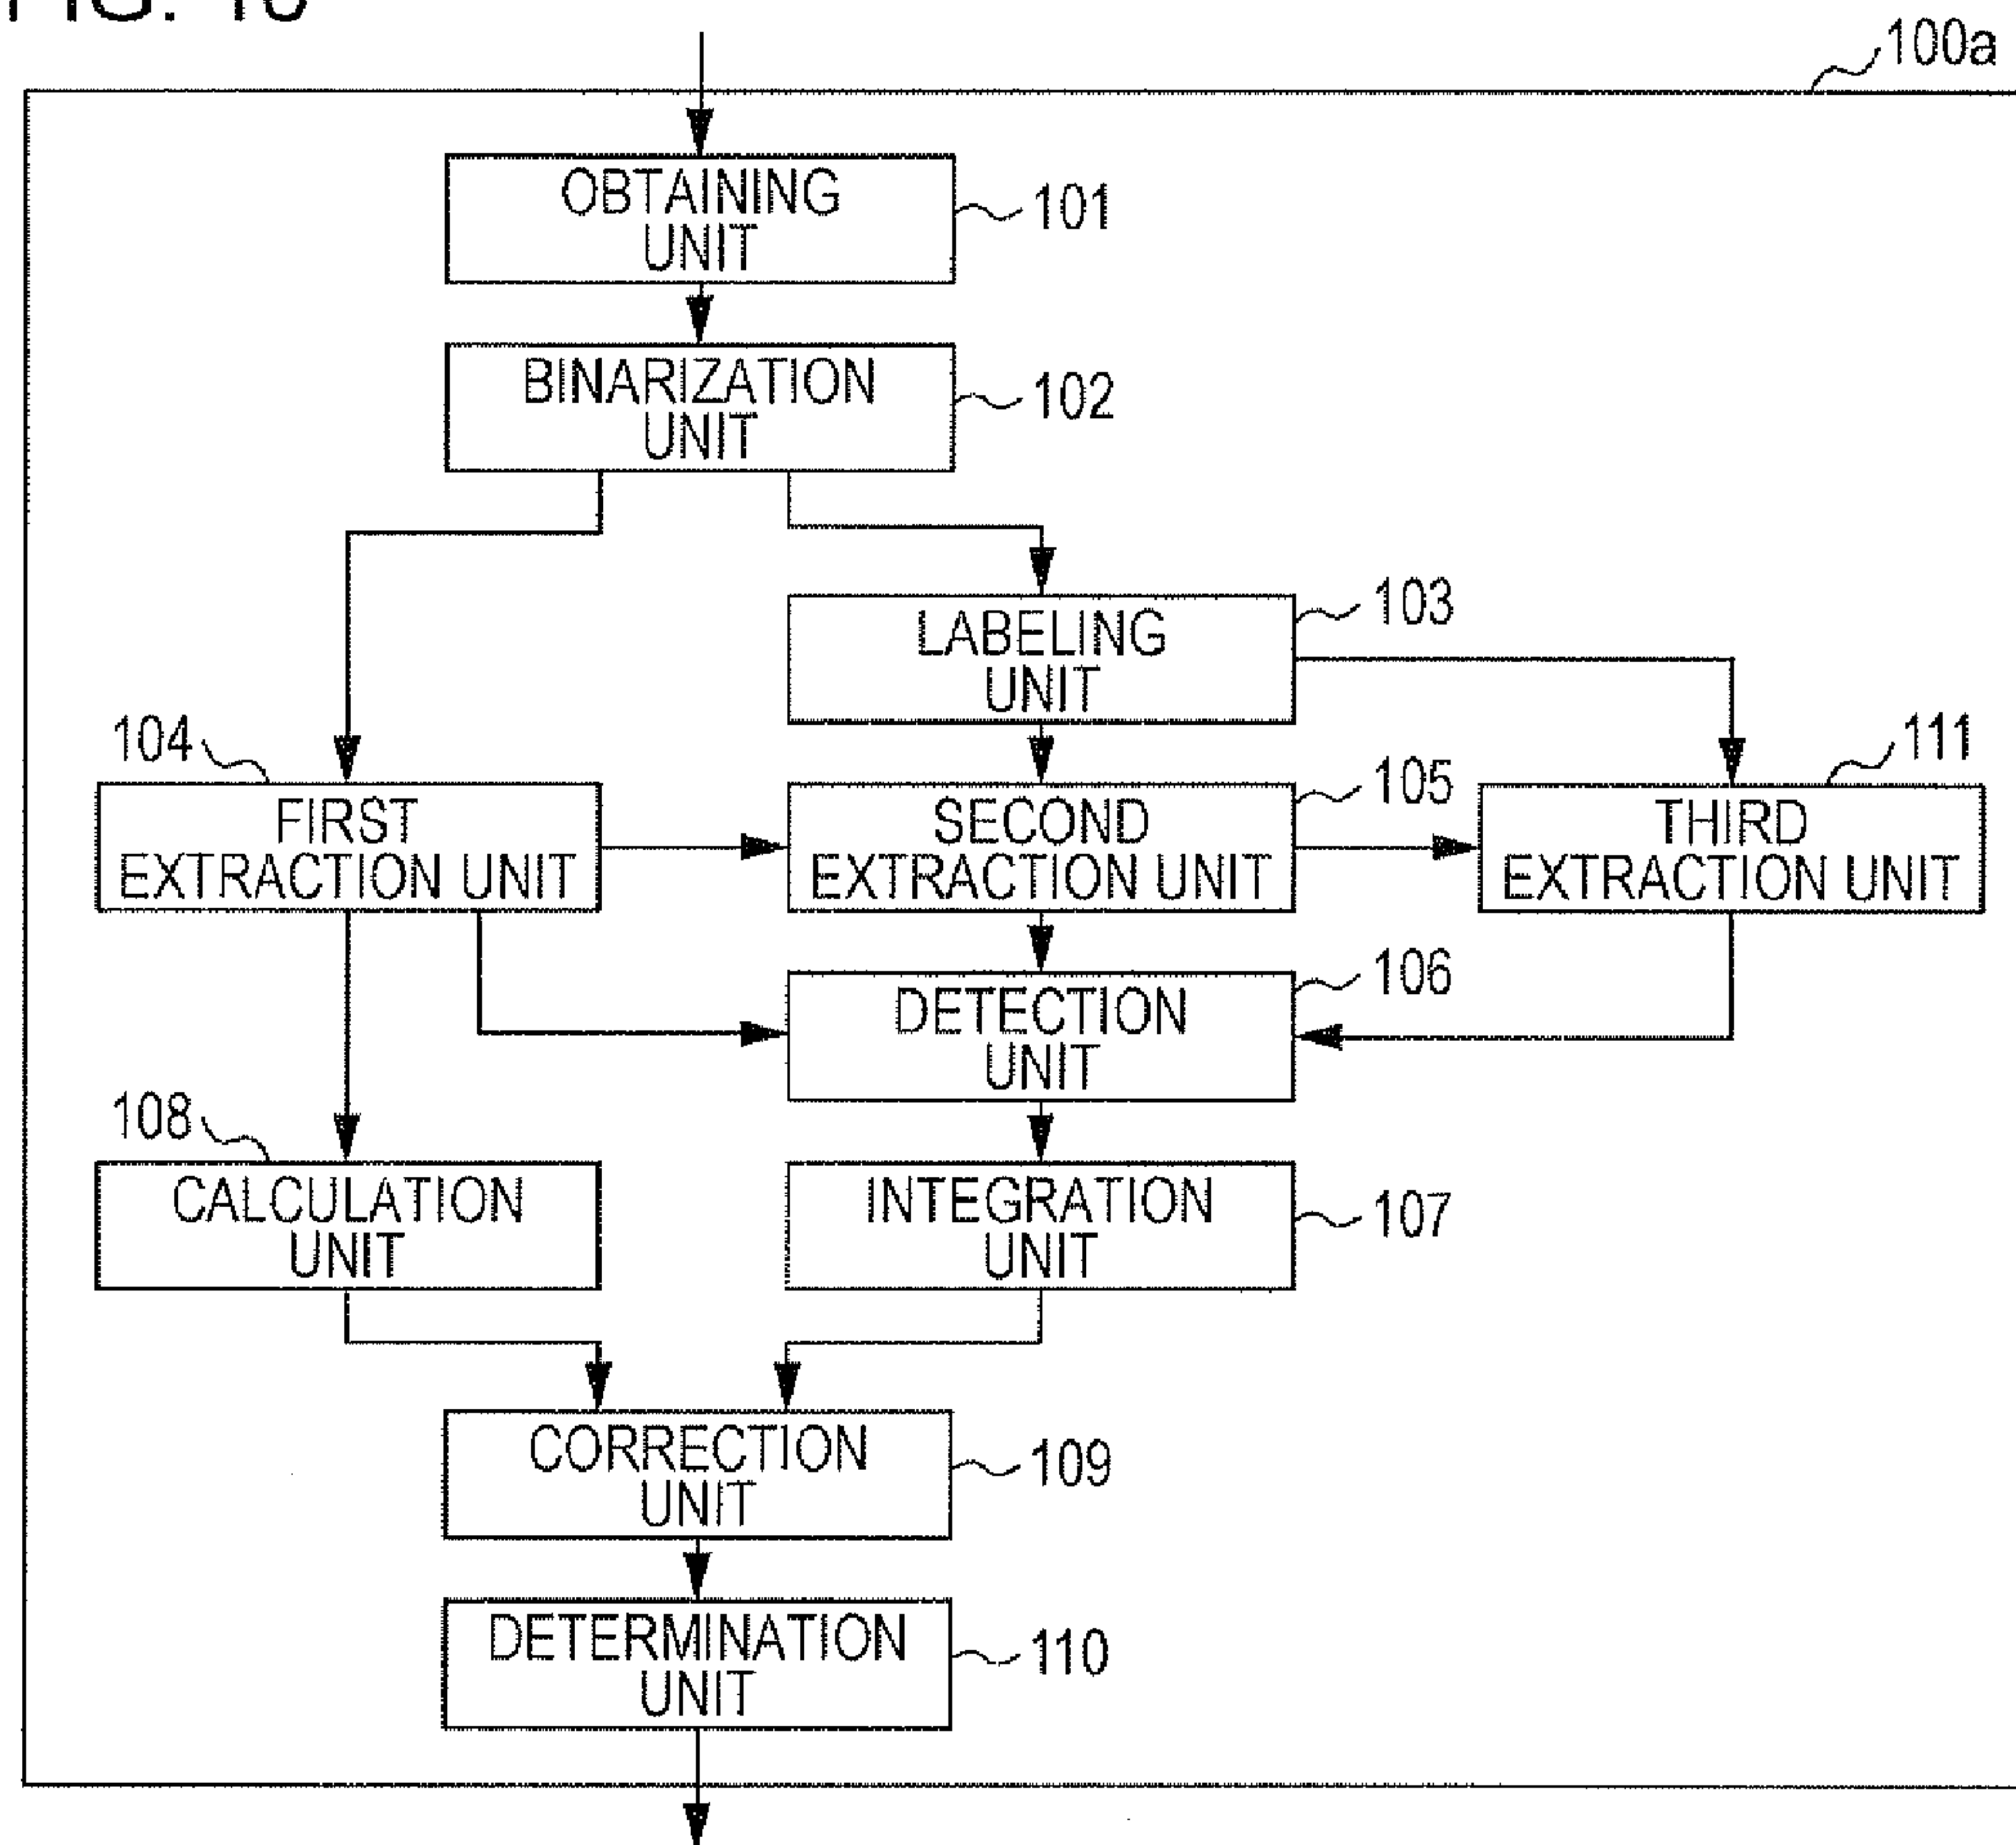 100a
OBTAINING
UNIT
101
BINARIZATION
UNIT
102
LABELING
UNIT
103
104
FIRST
EXTRACTION UNIT
SECOND
EXTRACTION UNIT
105
THIRD
EXTRACTION UNIT
111
DETECTION
UNIT
106
108
CALCULATION
UNIT
INTEGRATION
UNIT
107
CORRECTION
UNIT
109
DETERMINATION
UNIT
110